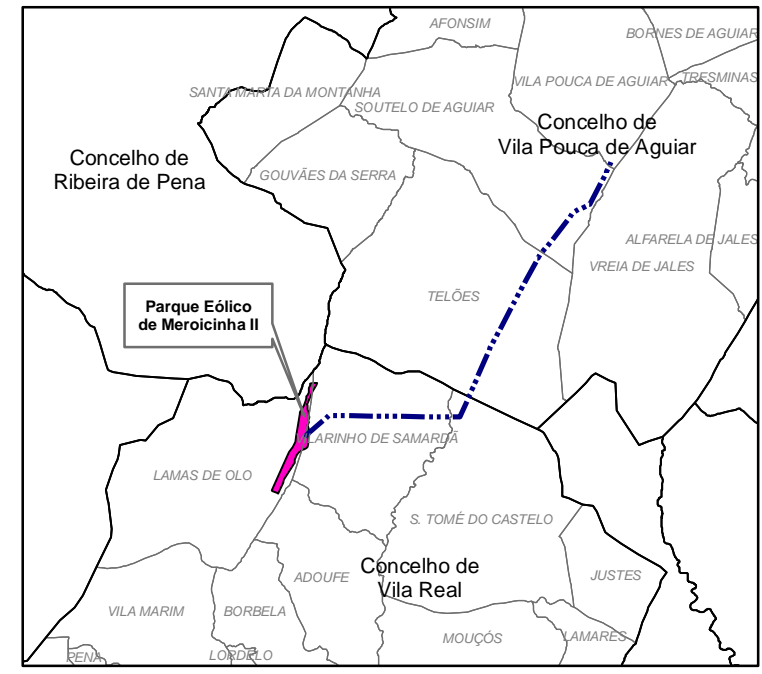 AFONSIM
BORNES DE AGUIAR
SANTA MARTA DA MONTANHA
VILA POUCA DE AGUIAR
TRESMINAS
SOUTELO DE AGUIAR
Concelho de
Vila Pouca de Aguiar
Concelho de
Ribeira de Pena
GOUVÃES DA SERRA
ALFARELA DE JALES
VREIA DE JALES
TELÕES
Parque Eólico
de Meroicinha II
LARINHO DE SAMARDÃ
LAMAS DE OLO
S. TOMÉ DO CASTELO
Concelho de
Vila Real
ADOUFE
JUSTES
VILA MARIM
BORBELA
MOUÇÓS
LAMARES
PENA
LORDELO